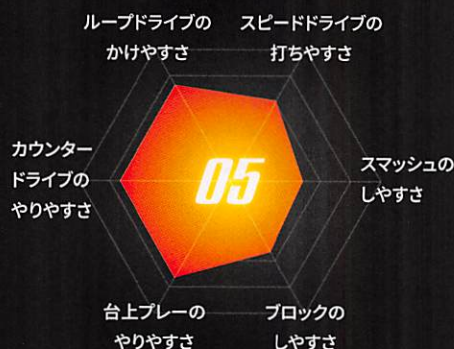 ループドライブの
かけやすさ
スピードドライブの
打ちやすさ
カウンター
ドライブの
やりやすさ
05
スマッシュの
しやすさ
台上プレーの
やりやすさ
ブロックの
しやすさ